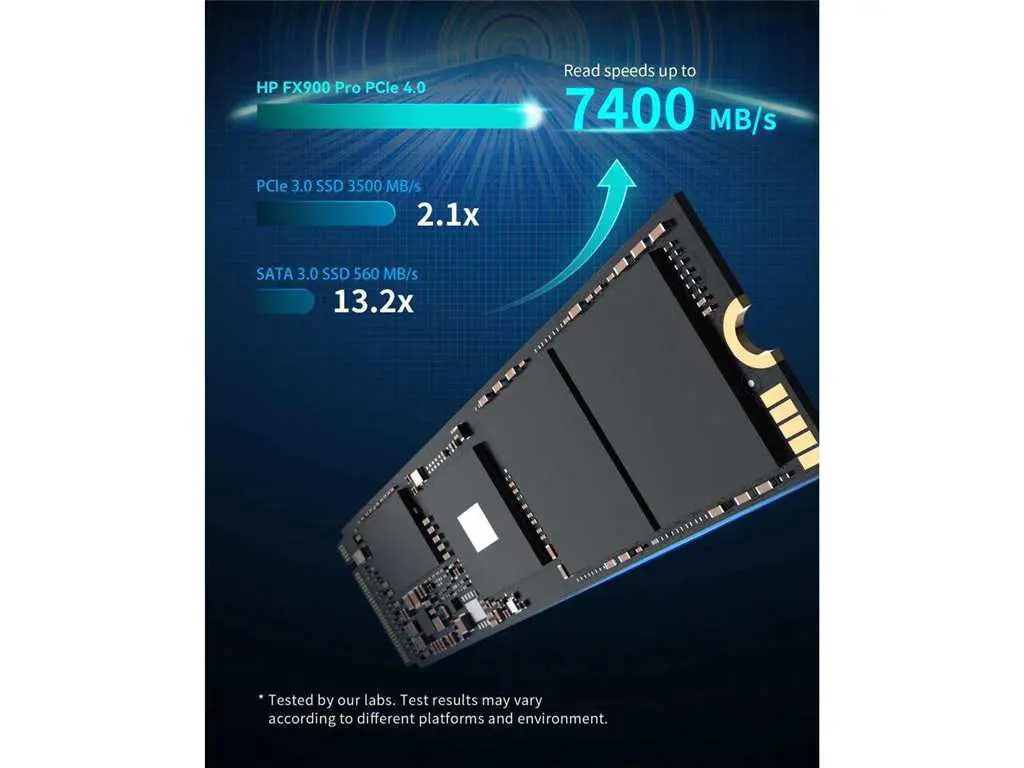 Read speeds up to
HP FX900 Pro PCIe 4.0
7400 MB/s
PCIe 3.0 SSD 3500 MB/s
2.1x
SATA 3.0 SSD 560 MB/s
13.2x
* Tested by our labs. Test results may vary
according to different platforms and environment.